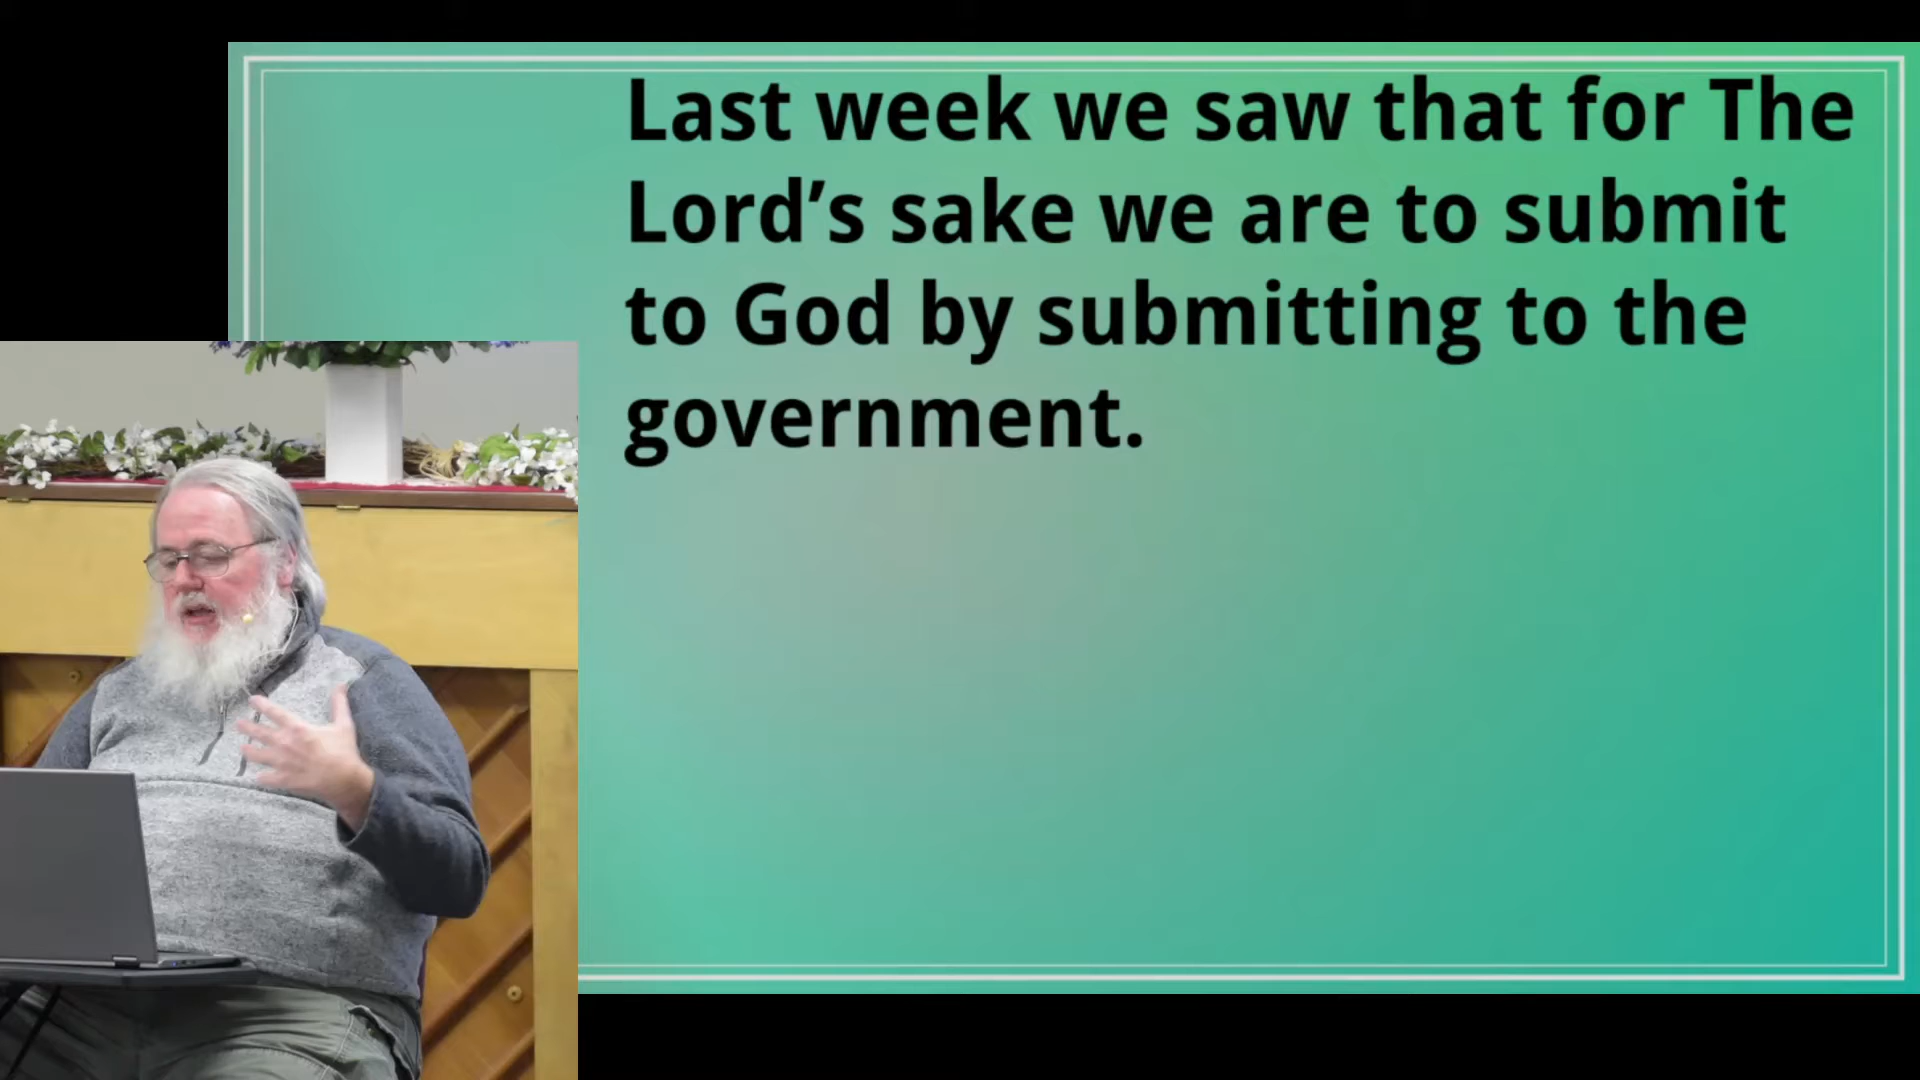 Last week we saw that for The
Lord’s sake we are to submit
to God by submitting to the
government.